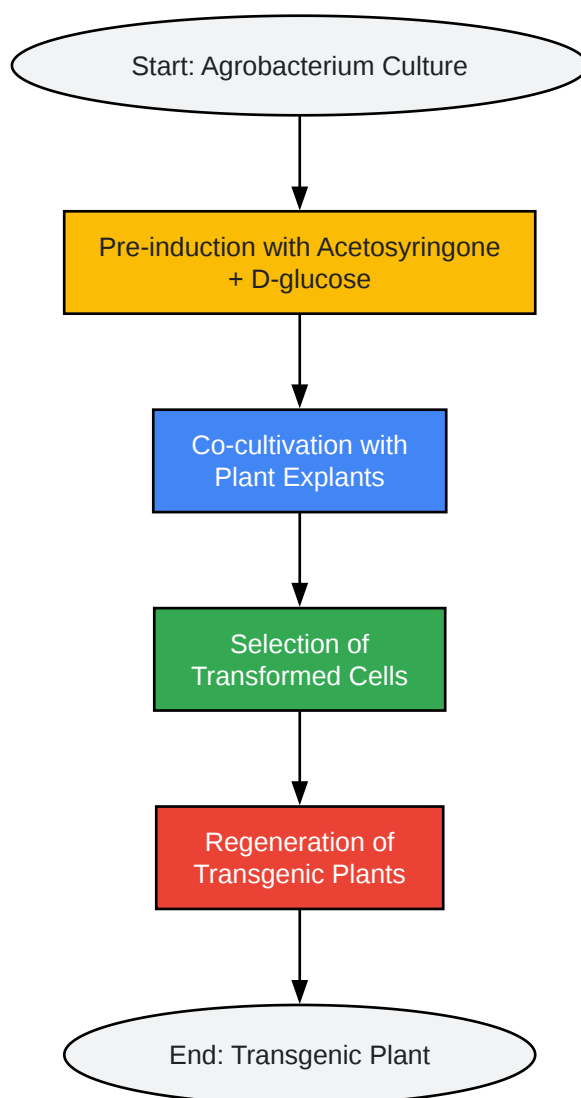 Start: Agrobacterium Culture
Pre-induction with Acetosyringone
+ D-glucose
Co-cultivation with
Plant Explants
Selection of
Transformed Cells
Regeneration of
Transgenic Plants
End: Transgenic Plant